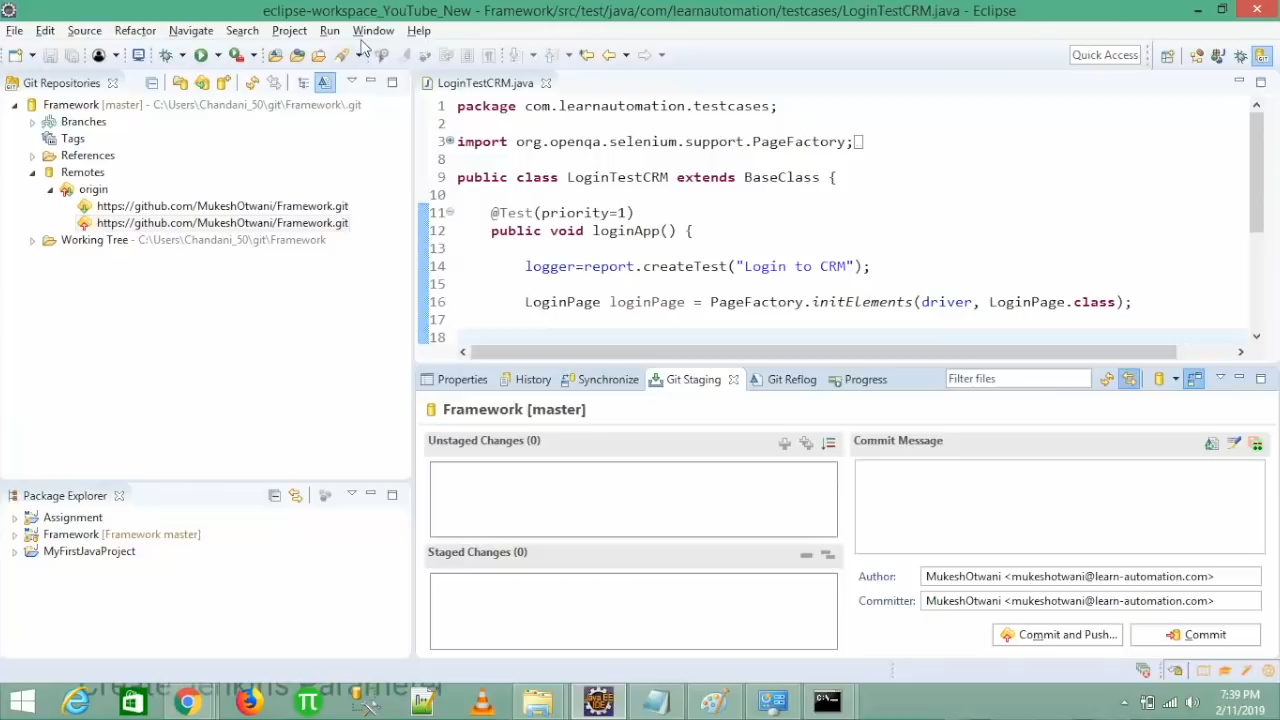 eclipse-workspace_YouTube_New - Framework/src/test/java/com/learnautomation/testcases/LoginTestCRM.java - Eclipse
File Edit Source Refactor Navigate Search Project Run Window Help
Quick Access
Git Repositories
Framework [master] - C:\Users\Chandani_50\git\Framework\.git
Branches
Tags
References
Remotes
origin
https://github.com/MukeshOtwani/Framework.git
https://github.com/MukeshOtwani/Framework.git
Working Tree - C:\Users\Chandani_50\git\Framework
LoginTestCRM.java
1 package com.learnautomation.testcases;
2
3 import org.openqa.selenium.support.PageFactory;
8
9 public class LoginTestCRM extends BaseClass {
10
11 @Test(priority=1)
12 public void loginApp() {
13
14 logger=report.createTest("Login to CRM");
15
16 LoginPage loginPage = PageFactory.initElements(driver, LoginPage.class);
17
18
Properties History Synchronize Git Staging Git Reflog Progress Filter files
Framework [master]
Unstaged Changes (0)
Staged Changes (0)
Commit Message
Author: MukeshOtwani <mukeshotwani@learn-automation.com>
Committer: MukeshOtwani <mukeshotwani@learn-automation.com>
Commit and Push... Commit
Package Explorer
Assignment
Framework [Framework master]
MyFirstJavaProject
7:39 PM
2/11/2019